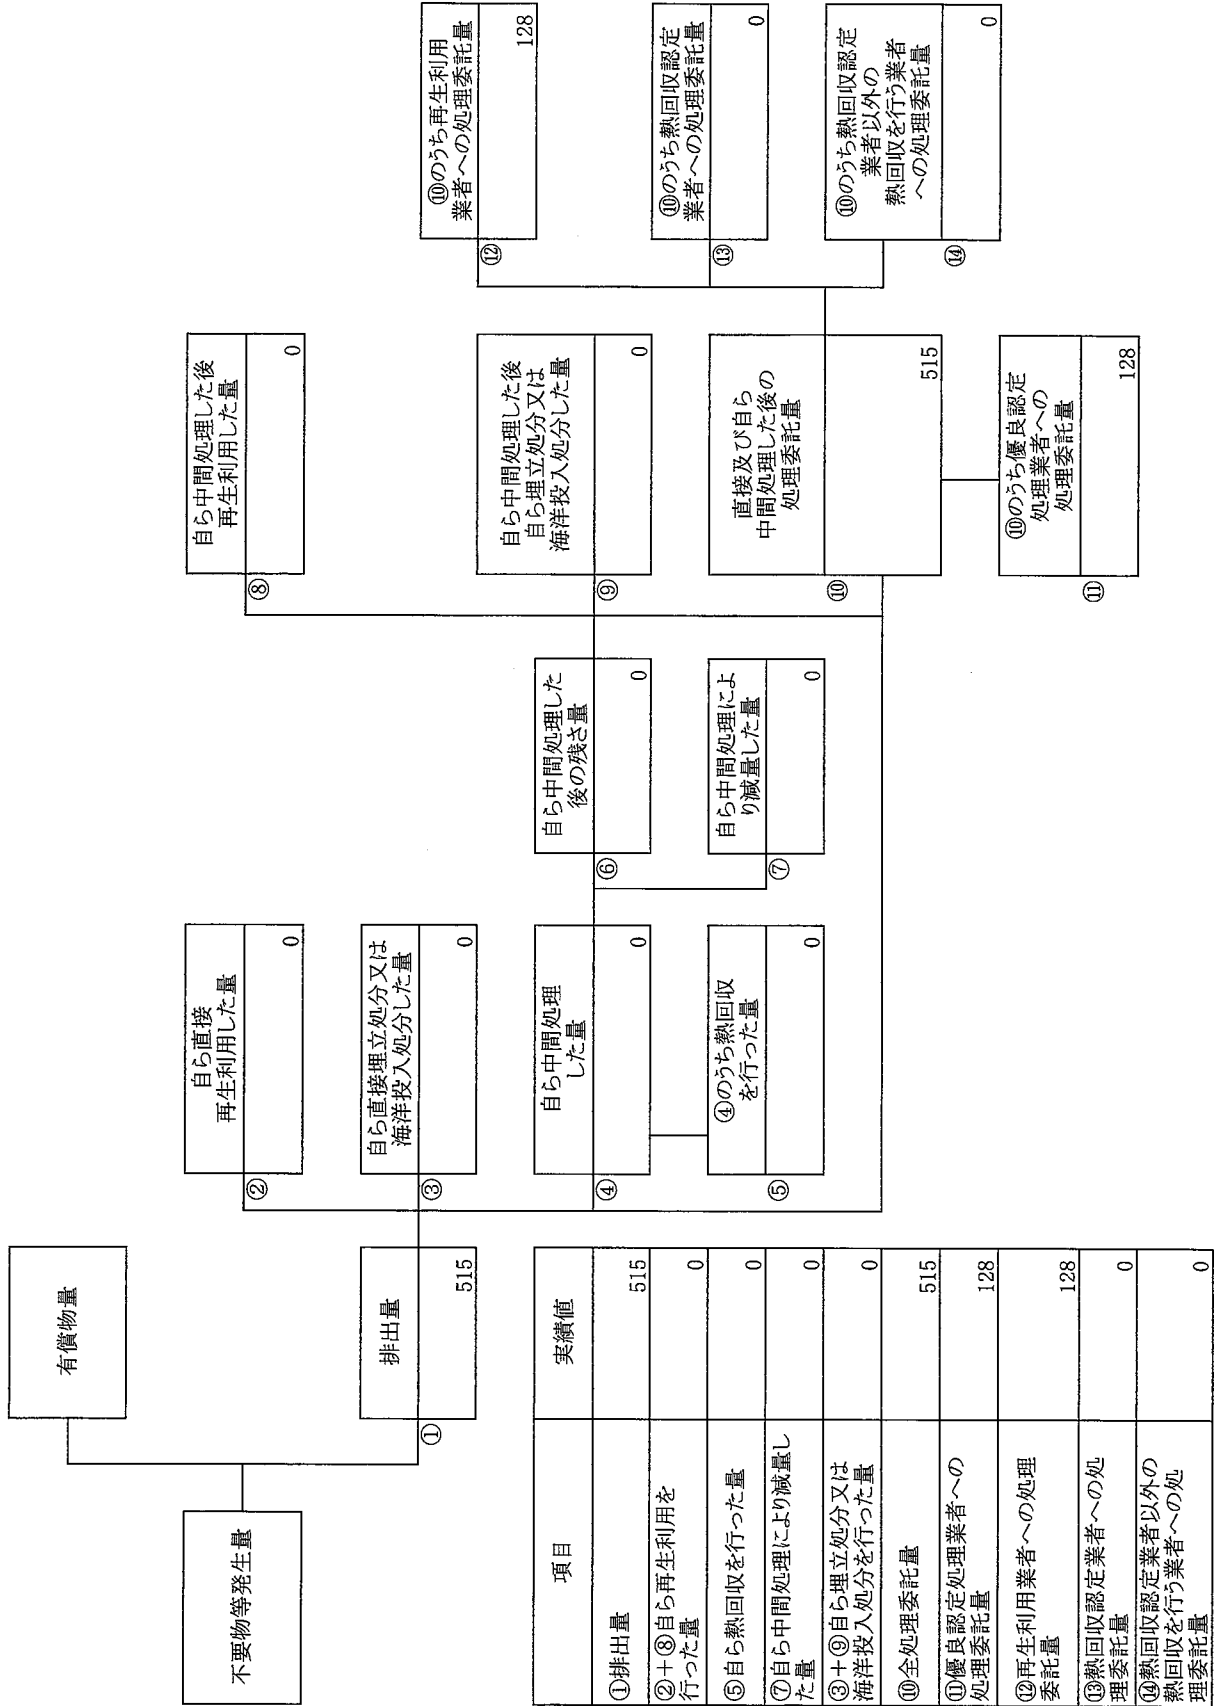 不要物等発生量
有償物量
①
排出量
515
②
自ら直接
再生利用した量
0
③
自ら直接埋立処分又は
海洋投入処分した量
0
④
自ら中間処理
した量
0
⑤
④のうち熱回収
を行った量
0
⑥
自ら中間処理した
後の残さ量
0
⑦
自ら中間処理によ
り減量した量
0
⑧
自ら中間処理した後
再生利用した量
0
⑨
自ら中間処理した後
自ら埋立処分又は
海洋投入処分した量
0
⑩
直接及び自ら
中間処理した後の
処理委託量
515
⑪
⑩のうち優良認定
処理業者への
処理委託量
128
⑫
⑩のうち再生利用
業者への処理委託量
128
⑬
⑩のうち熱回収認定
業者への処理委託量
0
⑭
⑩のうち熱回収認定
業者以外の
熱回収を行う業者
への処理委託量
0
項目 実績値
①排出量 515
②+⑧自ら再生利用を
行った量 0
⑤自ら熱回収を行った量 0
⑦自ら中間処理により減量し
た量 0
③+⑨自ら埋立処分又は
海洋投入処分を行った量 0
⑩全処理委託量 515
⑪優良認定処理業者への
処理委託量 128
⑫再生利用業者への処理
委託量 128
⑬熱回収認定業者への処
理委託量 0
⑭熱回収認定業者以外の
熱回収を行う業者への処
理委託量 0